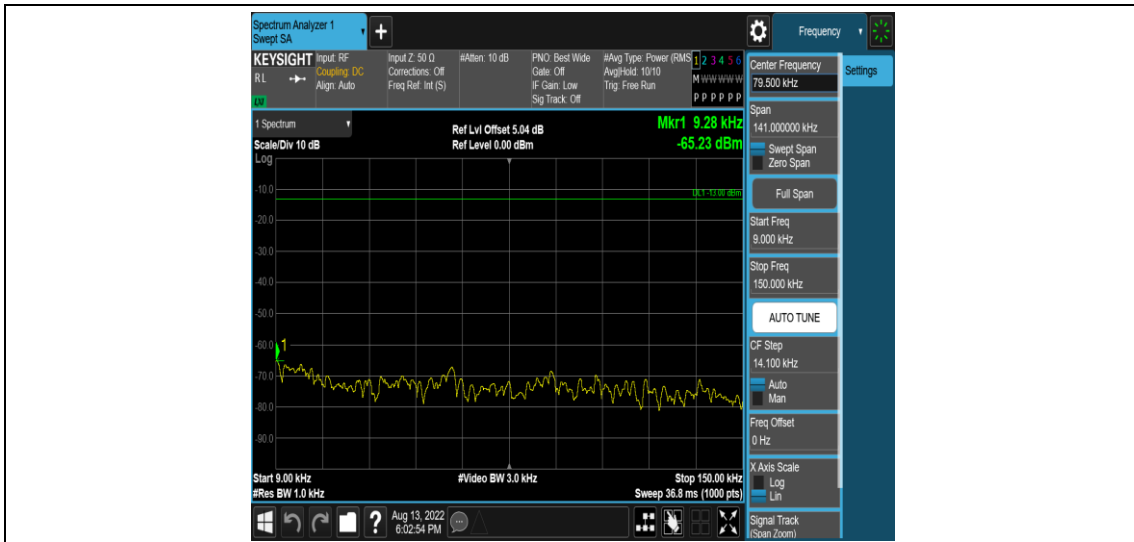 Spectrum Analyzer 1
Swept SA
Frequency
KEYSIGHT
RL
LXI
Input: RF
Coupling: DC
Align: Auto
Input Z: 50 Ω
Corrections: Off
Freq Ref: Int (S)
#Atten: 10 dB
PNO: Best Wide
Gate: Off
IF Gain: Low
Sig Track: Off
#Avg Type: Power (RMS
Avg|Hold: 10/10
Trig: Free Run
1 2 3 4 5 6
M W W W W W
P P P P P P
1 Spectrum
Scale/Div 10 dB
Ref Lvl Offset 5.04 dB
Ref Level 0.00 dBm
Mkr1 9.28 kHz
-65.23 dBm
Log
-10.0
DL1 -13.00 dBm
-20.0
-30.0
-40.0
-50.0
-60.0
1
-70.0
-80.0
-90.0
Start 9.00 kHz
#Video BW 3.0 kHz
Stop 150.00 kHz
#Res BW 1.0 kHz
Sweep 36.8 ms (1000 pts)
Aug 13, 2022
6:02:54 PM
Center Frequency
79.500 kHz
Settings
Span
141.000000 kHz
Swept Span
Zero Span
Full Span
Start Freq
9.000 kHz
Stop Freq
150.000 kHz
AUTO TUNE
CF Step
14.100 kHz
Auto
Man
Freq Offset
0 Hz
X Axis Scale
Log
Lin
Signal Track
(Span Zoom)